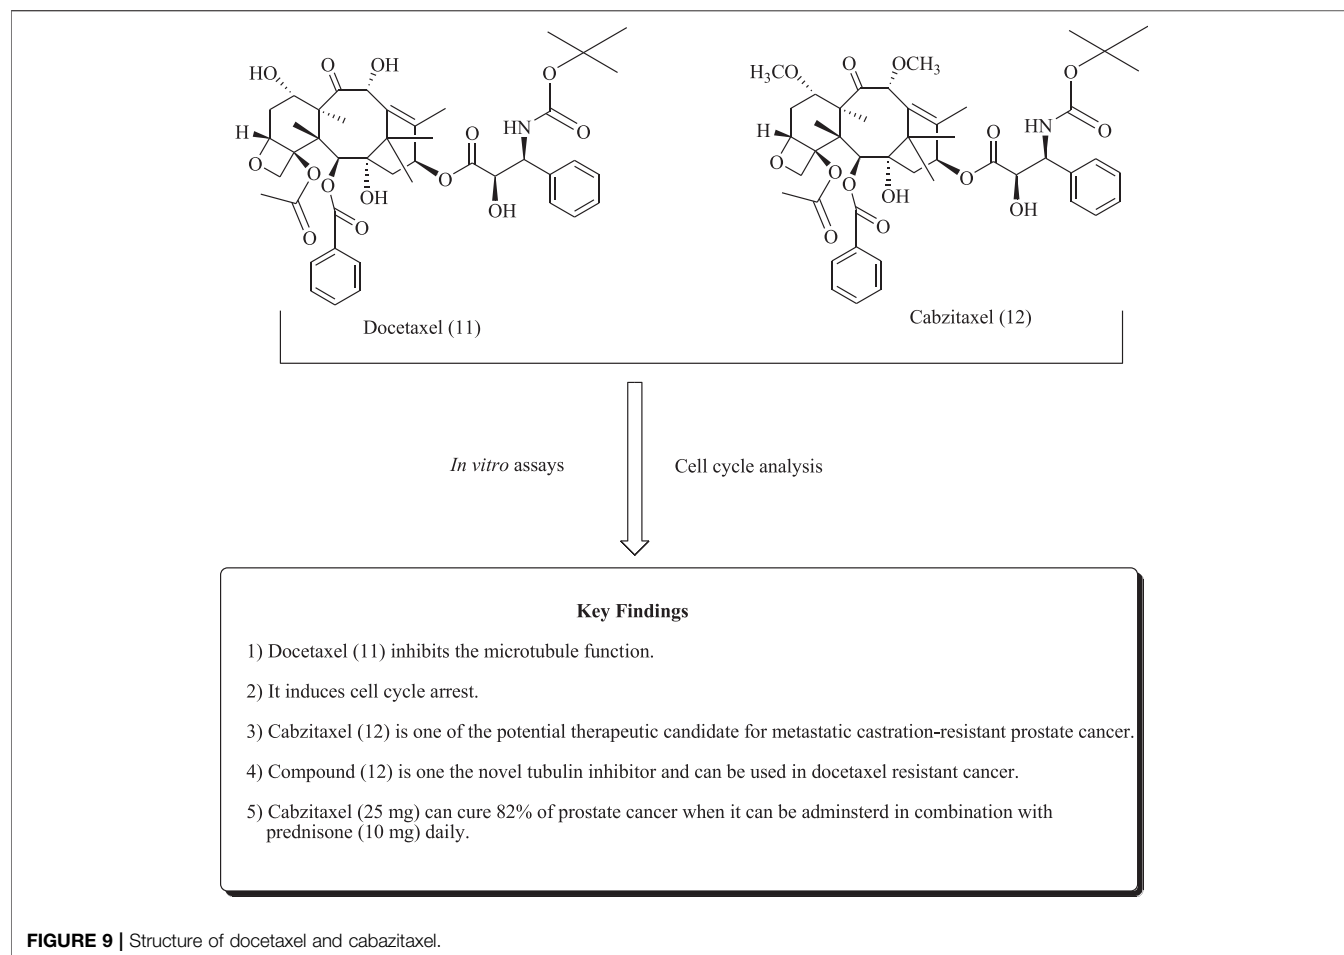 HO
O
OH
H
O
O
O
O
O
OH
O
O
O
OH
HN
O
O
Docetaxel (11)
H3CO
O
OCH3
H
O
O
O
O
O
OH
O
O
O
OH
HN
O
O
Cabzitaxel (12)
In vitro assays
Cell cycle analysis
Key Findings
1) Docetaxel (11) inhibits the microtubule function.
2) It induces cell cycle arrest.
3) Cabzitaxel (12) is one of the potential therapeutic candidate for metastatic castration-resistant prostate cancer.
4) Compound (12) is one the novel tubulin inhibitor and can be used in docetaxel resistant cancer.
5) Cabzitaxel (25 mg) can cure 82% of prostate cancer when it can be adminsterd in combination with
prednisone (10 mg) daily.
FIGURE 9 | Structure of docetaxel and cabazitaxel.